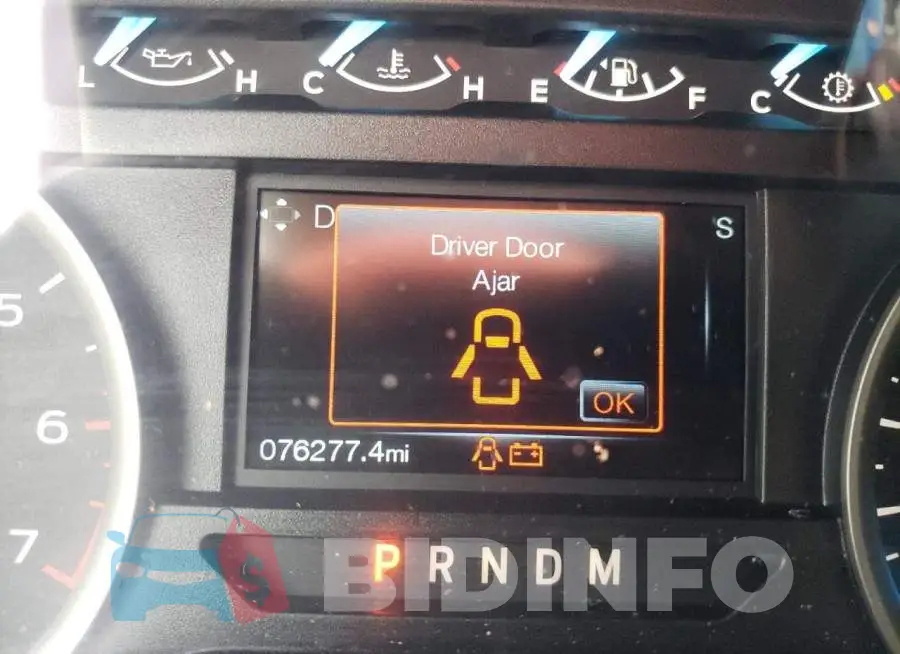 L H C H E F C
5
6
7
D S
Driver Door
Ajar
OK
076277.4mi
P R N D M
BIDINFO